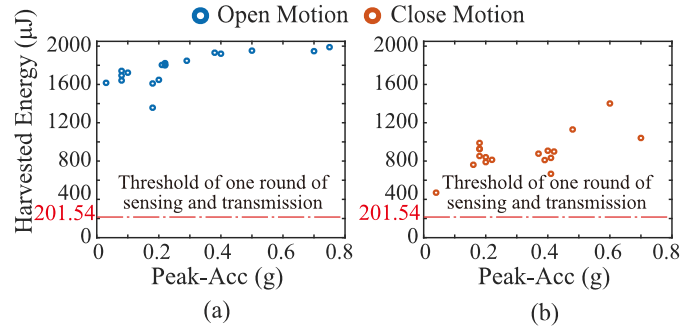 Open Motion Close Motion
Harvested Energy (μJ)
2000
1600
1200
800
400
201.54
0
Threshold of one round of
sensing and transmission
0 0.2 0.4 0.6 0.8
Peak-Acc (g)
(a)
2000
1600
1200
800
400
201.54
0
Threshold of one round of
sensing and transmission
0 0.2 0.4 0.6 0.8
Peak-Acc (g)
(b)